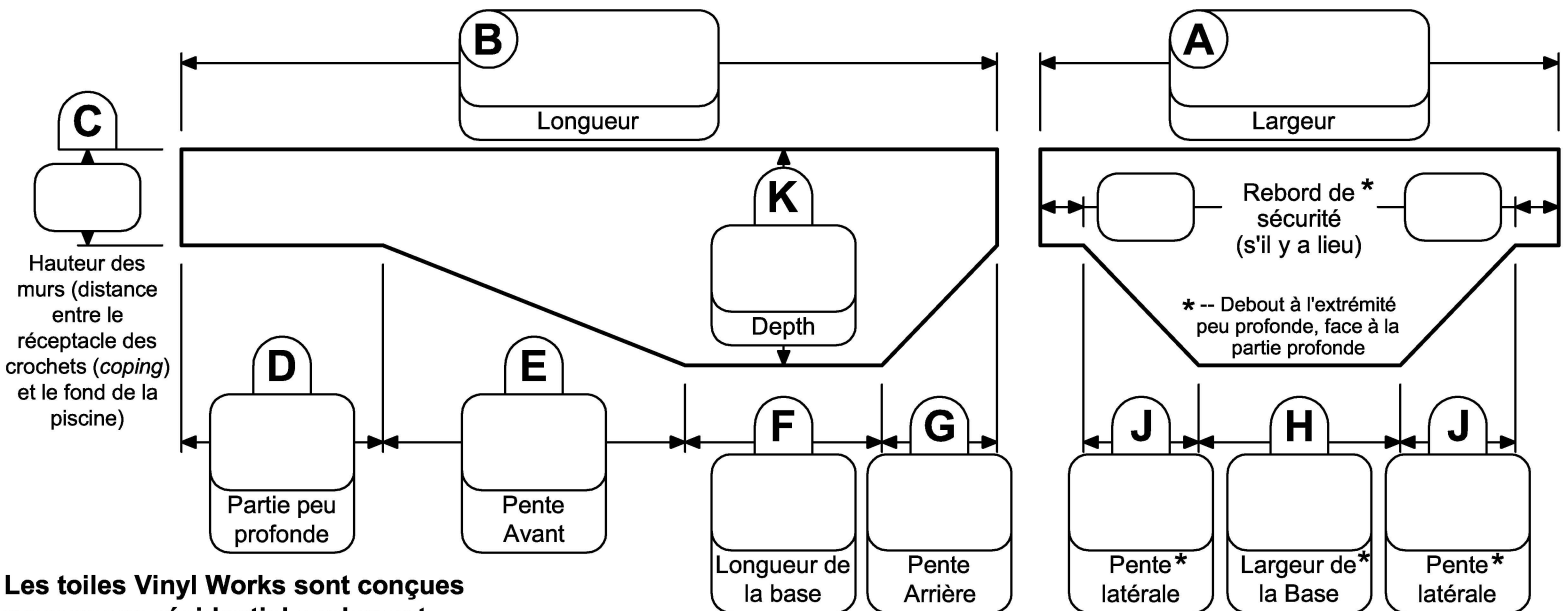 B
Longueur
A
Largeur
C
Hauteur des
murs (distance
entre le
réceptacle des
crochets (coping)
et le fond de la
piscine)
K
Depth
Rebord de *
sécurité
(s'il y a lieu)
* -- Debout à l'extrémité
peu profonde, face à la
partie profonde
D
Partie peu
profonde
E
Pente
Avant
F
Longueur de
la base
G
Pente
Arrière
J
Pente*
latérale
H
Largeur de*
la Base
J
Pente*
latérale
Les toiles Vinyl Works sont conçues